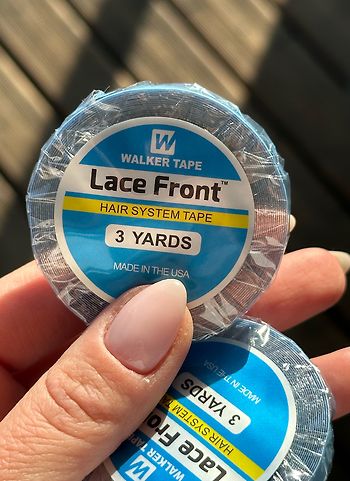 W
WALKER TAPE
Lace Front™
HAIR SYSTEM TAPE
3 YARDS
MADE IN THE USA
MADE IN THE USA
3 YARDS
HAIR SYSTEM T
Lace Fro
WALKER TAP
W